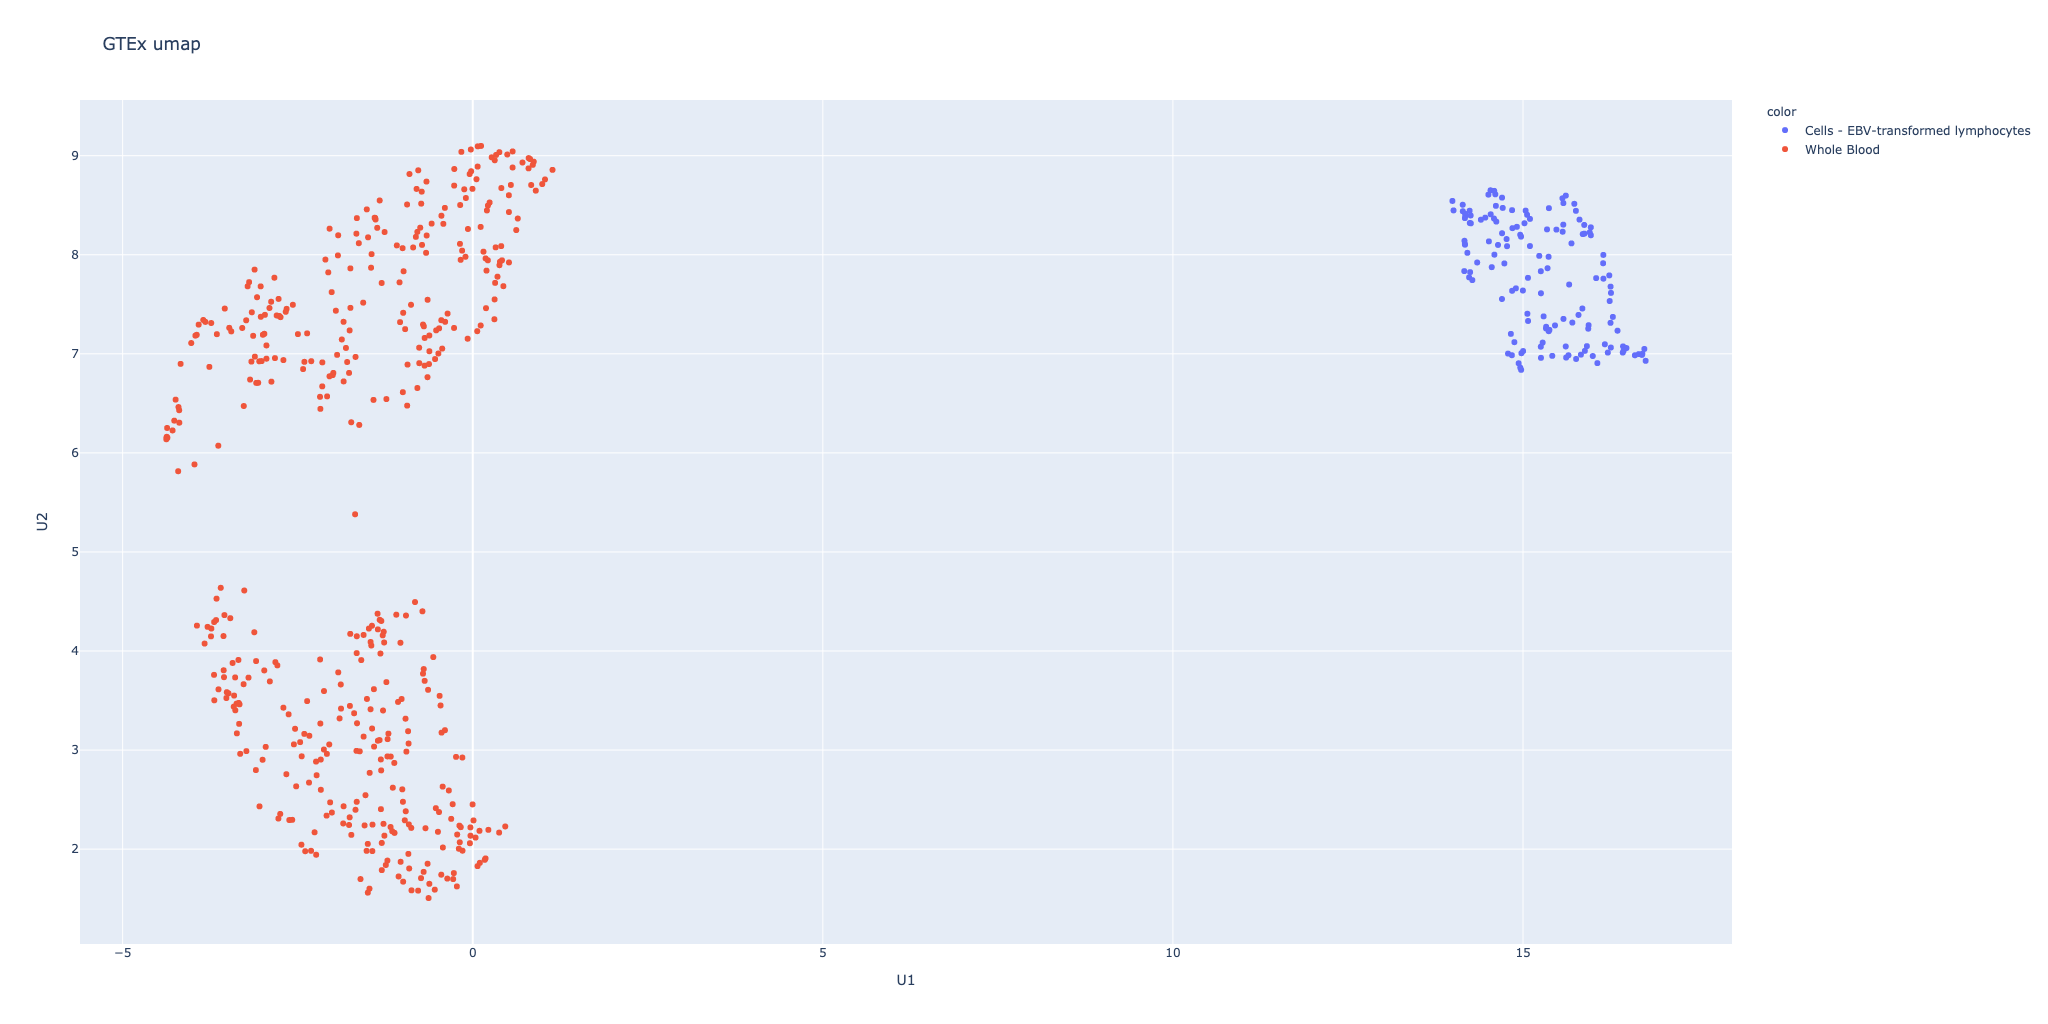 GTEx umap
color
Cells - EBV-transformed lymphocytes
Whole Blood
9
8
7
6
5
4
3
2
U2
−5
0
5
10
15
U1